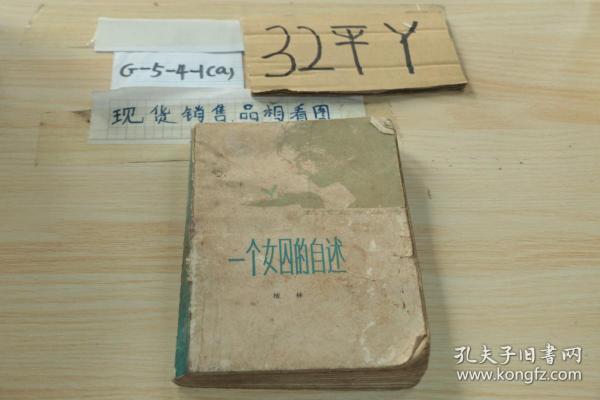 32平丫
G-5-4-1(a)
现货销售,品相看图
一个女囚的自述
孔夫子旧书网
www.kongfz.com